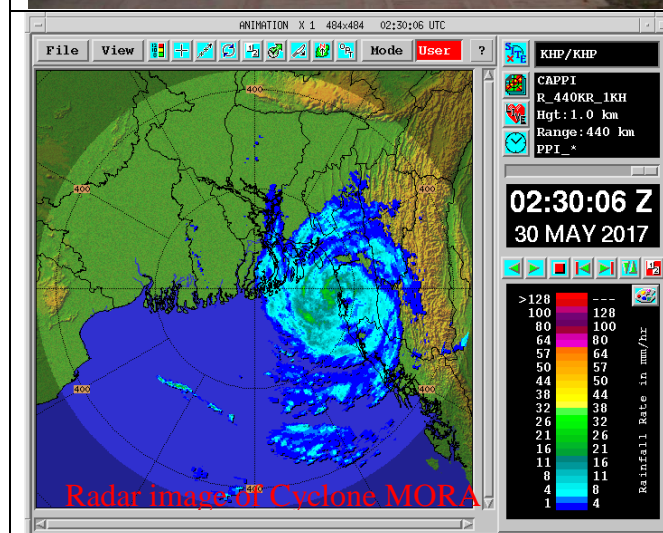 ANIMATION X 1 484x484 02:30:06 UTC
File View Mode User ?
KHP/KHP
CAPPI
R_440KR_1KH
Hgt:1.0 km
Range:440 km
PPI_*
02:30:06 Z
30 MAY 2017
400
400
400
400
400
400
>128 ---
100 128
80 100
64 80
57 64
50 57
44 50
38 44
32 38
26 32
21 26
16 21
11 16
8 11
4 8
1 4
Rainfall Rate in mm/hr
Radar image of Cyclone MORA